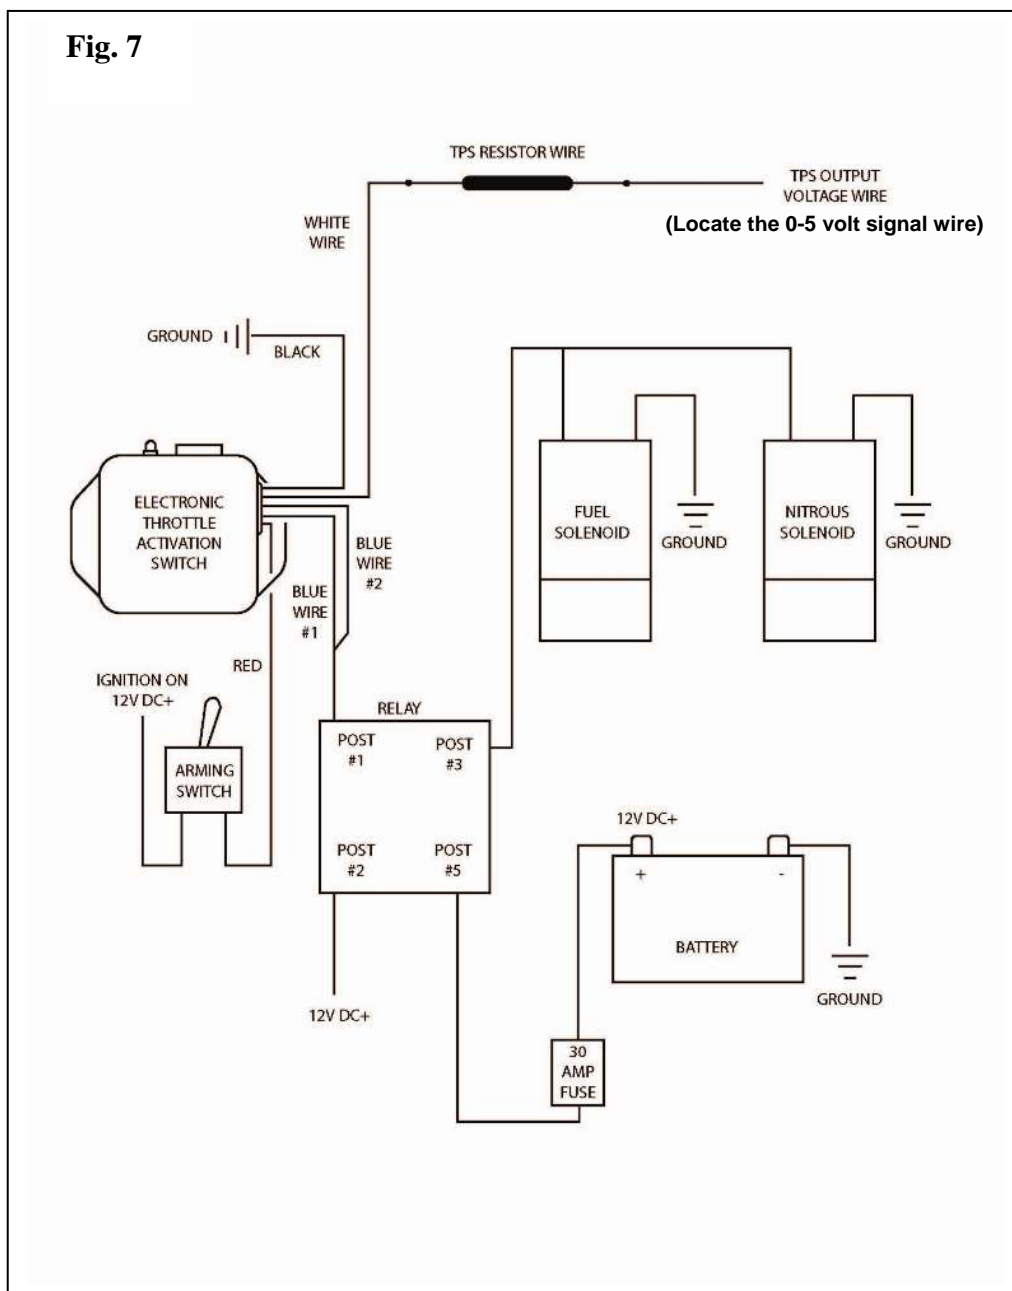 Fig. 7
TPS RESISTOR WIRE
TPS OUTPUT
VOLTAGE WIRE
(Locate the 0-5 volt signal wire)
WHITE
WIRE
GROUND
BLACK
ELECTRONIC
THROTTLE
ACTIVATION
SWITCH
BLUE
WIRE
#2
BLUE
WIRE
#1
FUEL
SOLENOID
GROUND
NITROUS
SOLENOID
GROUND
RED
IGNITION ON
12V DC+
ARMING
SWITCH
RELAY
POST
#1
POST
#3
POST
#2
POST
#5
12V DC+
12V DC+
+
-
BATTERY
GROUND
30
AMP
FUSE